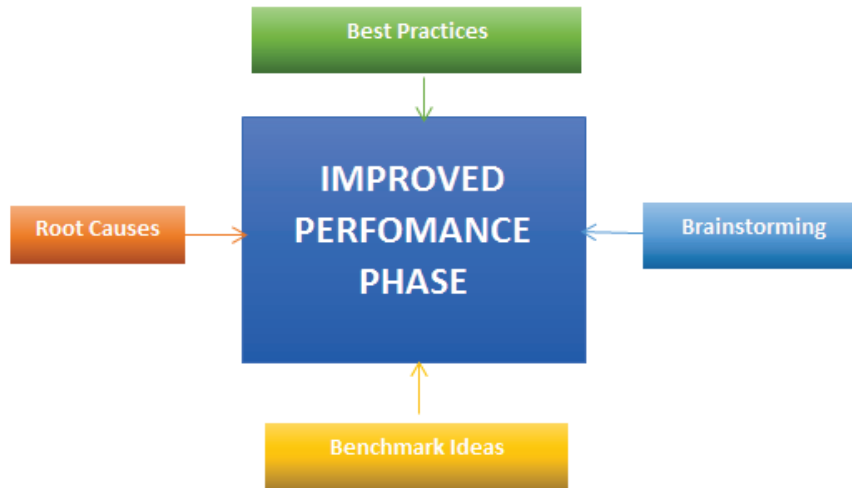 Best Practices
IMPROVED
PERFOMANCE
PHASE
Root Causes
Brainstorming
Benchmark Ideas